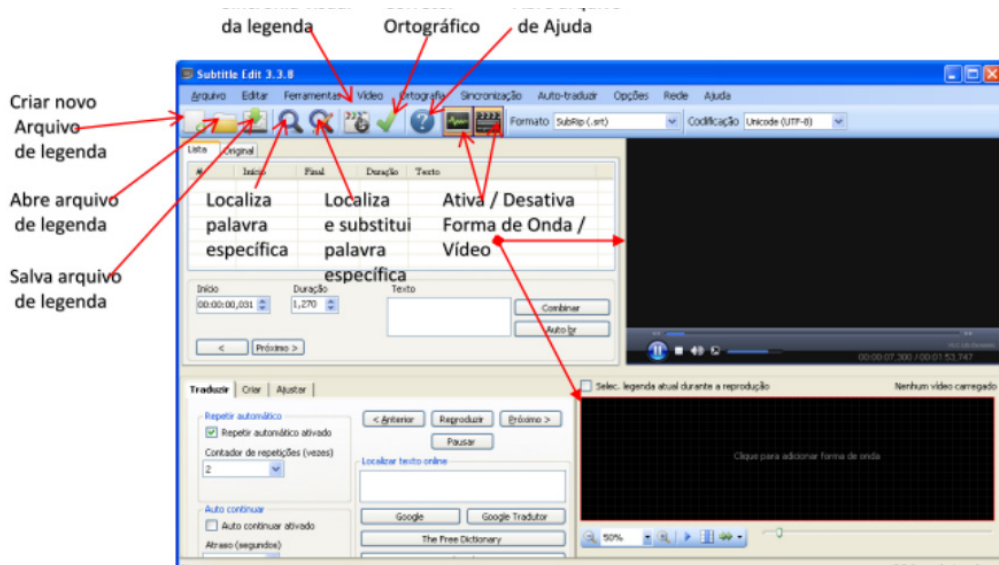 da legenda
Ortográfico
de Ajuda
Criar novo
Arquivo
de legenda
Abre arquivo
de legenda
Salva arquivo
de legenda
Subtitle Edit 3.3.8
Arquivo Editar Ferramentas Vídeo Ortografia Sincronização Auto-traduzir Opções Rede Ajuda
Formato SubRip (.srt) Codificação Unicode (UTF-8)
Lista Original
Início Final Duração Texto
Localiza
palavra
específica
Localiza
e substitui
palavra
específica
Ativa / Desativa
Forma de Onda /
Vídeo
Início Duração Texto
00:00:00,031 1,270
Combinar
Auto br
< Próximo >
00:00:07,300 / 00:01:53,747
Traduzir Criar Ajustar
Selec. legenda atual durante a reprodução Nenhum vídeo carregado
Repetir automático
Repetir automático ativado
Contador de repetições (vezes)
2
< Anterior Reproduzir Próximo >
Pausar
Localizar texto online
Google Google Tradutor
The Free Dictionary
Auto continuar
Auto continuar ativado
Atraso (segundos)
Clique para adicionar forma de onda
50%